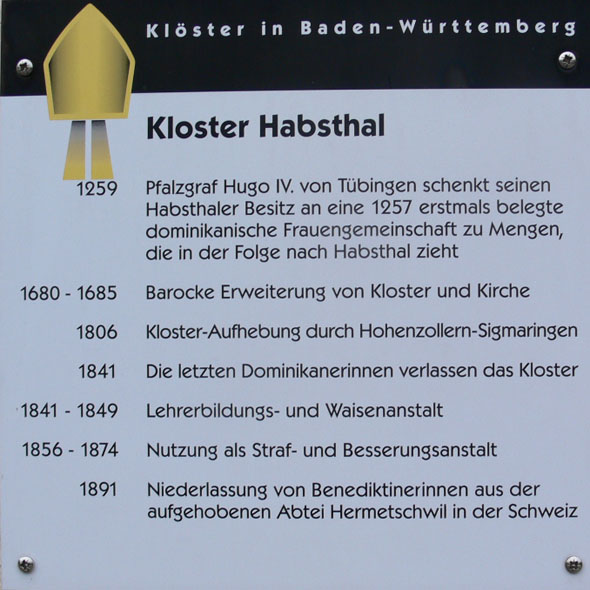 Klöster in Baden-Württemberg
Kloster Habsthal
1259 Pfalzgraf Hugo IV. von Tübingen schenkt seinen
Habsthaler Besitz an eine 1257 erstmals belegte
dominikanische Frauengemeinschaft zu Mengen,
die in der Folge nach Habsthal zieht
1680 - 1685 Barocke Erweiterung von Kloster und Kirche
1806 Kloster-Aufhebung durch Hohenzollern-Sigmaringen
1841 Die letzten Dominikanerinnen verlassen das Kloster
1841 - 1849 Lehrerbildungs- und Waisenanstalt
1856 - 1874 Nutzung als Straf- und Besserungsanstalt
1891 Niederlassung von Benediktinerinnen aus der
aufgehobenen Abtei Hermetschwil in der Schweiz